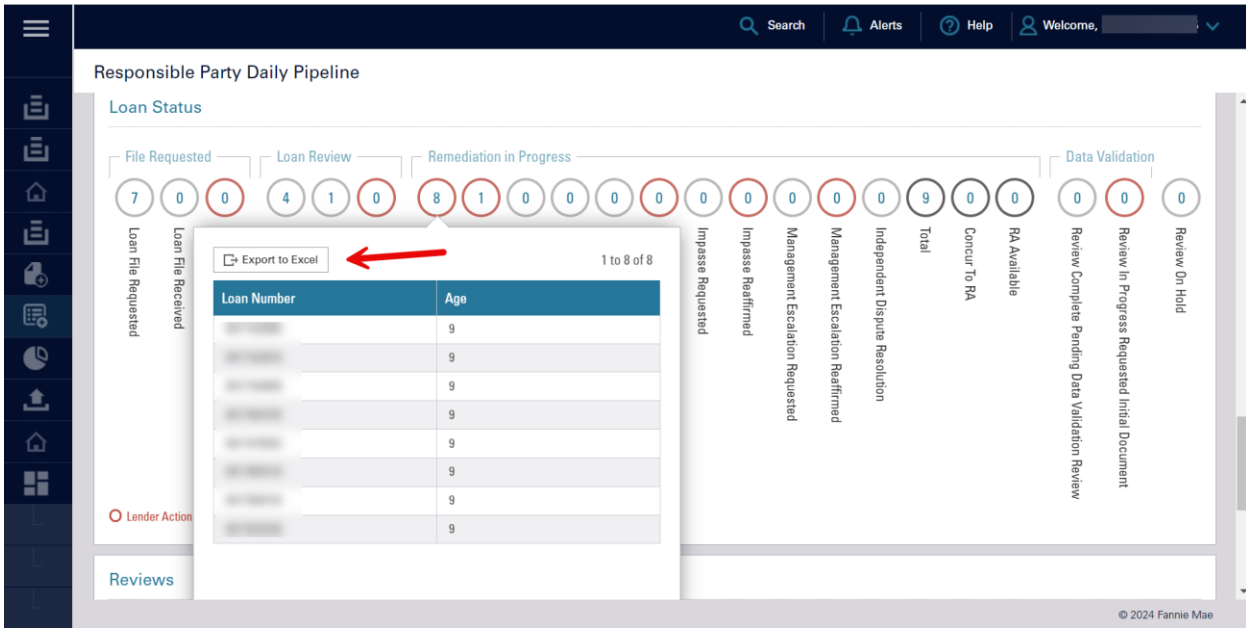 Search
Alerts
Help
Welcome,
Responsible Party Daily Pipeline
Loan Status
File Requested
Loan Review
Remediation in Progress
Data Validation
7 0 0 4 1 0 8 1 0 0 0 0 0 0 0 0 0 9 0 0 0 0 0
Loan File Requested
Loan File Received
Impasse Requested
Impasse Reaffirmed
Management Escalation Requested
Management Escalation Reaffirmed
Independent Dispute Resolution
Total
Concur To RA
RA Available
Review Complete Pending Data Validation Review
Review In Progress Requested Initial Document
Review On Hold
Export to Excel
1 to 8 of 8
Loan Number Age
9
9
9
9
9
9
9
9
Lender Action
Reviews
© 2024 Fannie Mae